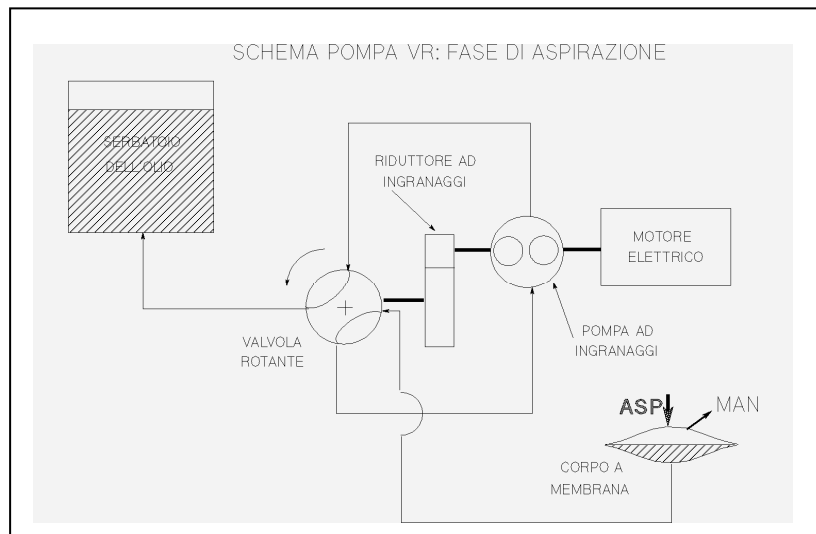 SCHEMA POMPA VR: FASE DI ASPIRAZIONE
SERBATOIO
DELL'OLIO
RIDUTTORE AD
INGRANAGGI
MOTORE
ELETTRICO
VALVOLA
ROTANTE
POMPA AD
INGRANAGGI
ASP
MAN
CORPO A
MEMBRANA